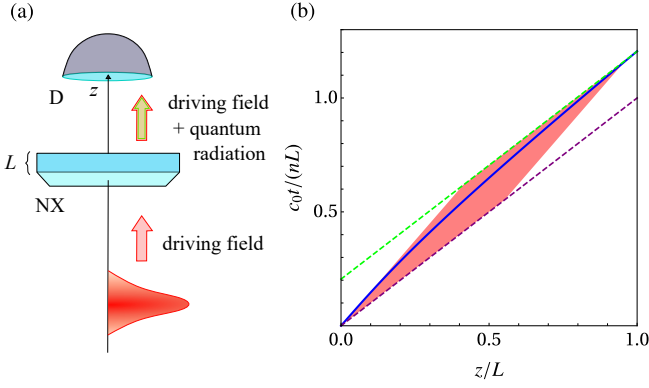 (a)
D
z
driving field
+ quantum
radiation
L {
NX
driving field
(b)
c₀t/(nL)
1.0
0.5
0.0
0.5
1.0
z/L